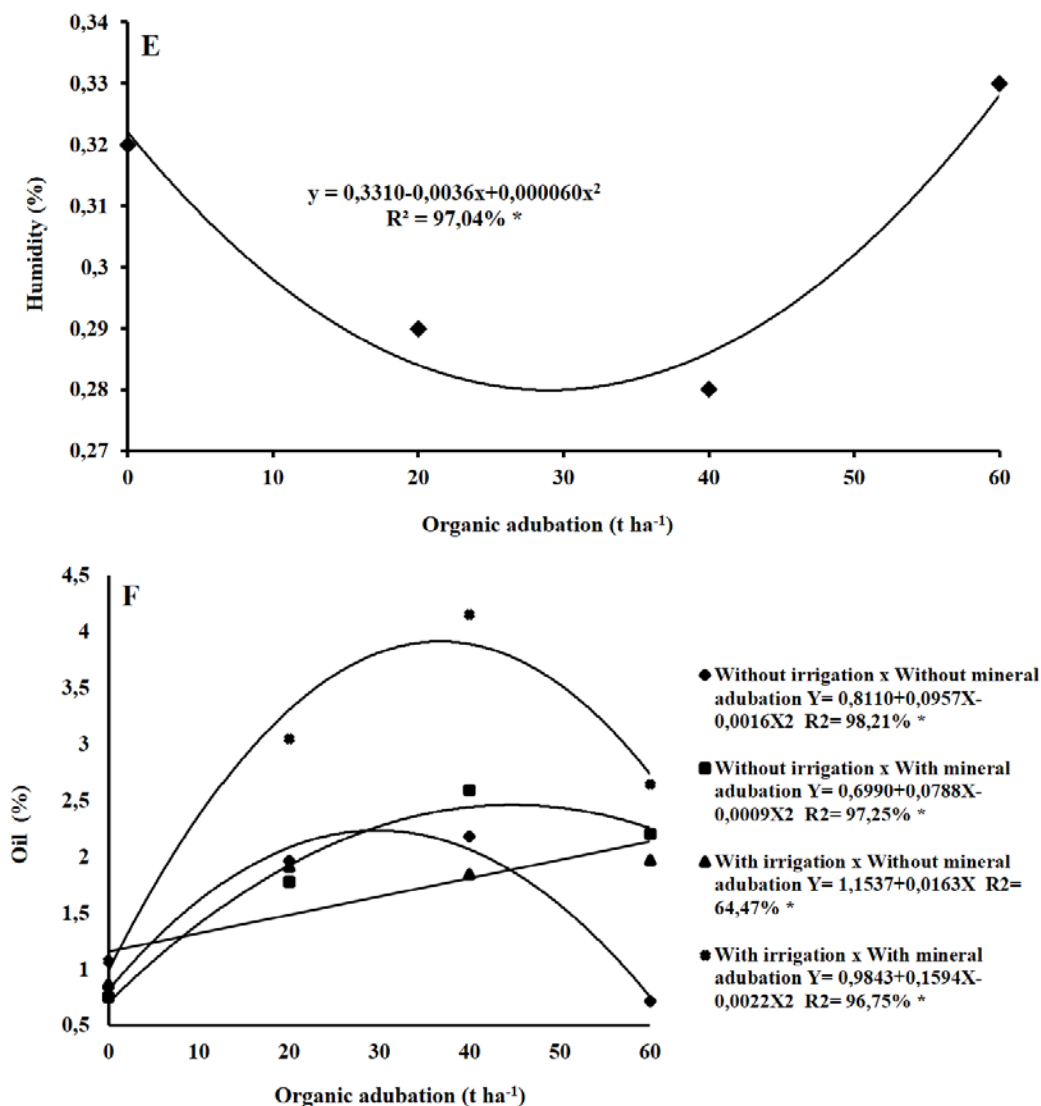 E
0,34
0,33
0,32
0,31
0,3
0,29
0,28
0,27
Humidity (%)
y = 0,3310-0,0036x+0,000060x²
R² = 97,04% *
0 10 20 30 40 50 60
Organic adubation (t ha⁻¹)
F
4,5
4
3,5
3
2,5
2
1,5
1
0,5
Oil (%)
0 10 20 30 40 50 60
Organic adubation (t ha⁻¹)
Without irrigation x Without mineral
adubation Y= 0,8110+0,0957X-
0,0016X2 R2= 98,21% *
Without irrigation x With mineral
adubation Y= 0,6990+0,0788X-
0,0009X2 R2= 97,25% *
With irrigation x Without mineral
adubation Y= 1,1537+0,0163X R2=
64,47% *
With irrigation x With mineral
adubation Y= 0,9843+0,1594X-
0,0022X2 R2= 96,75% *